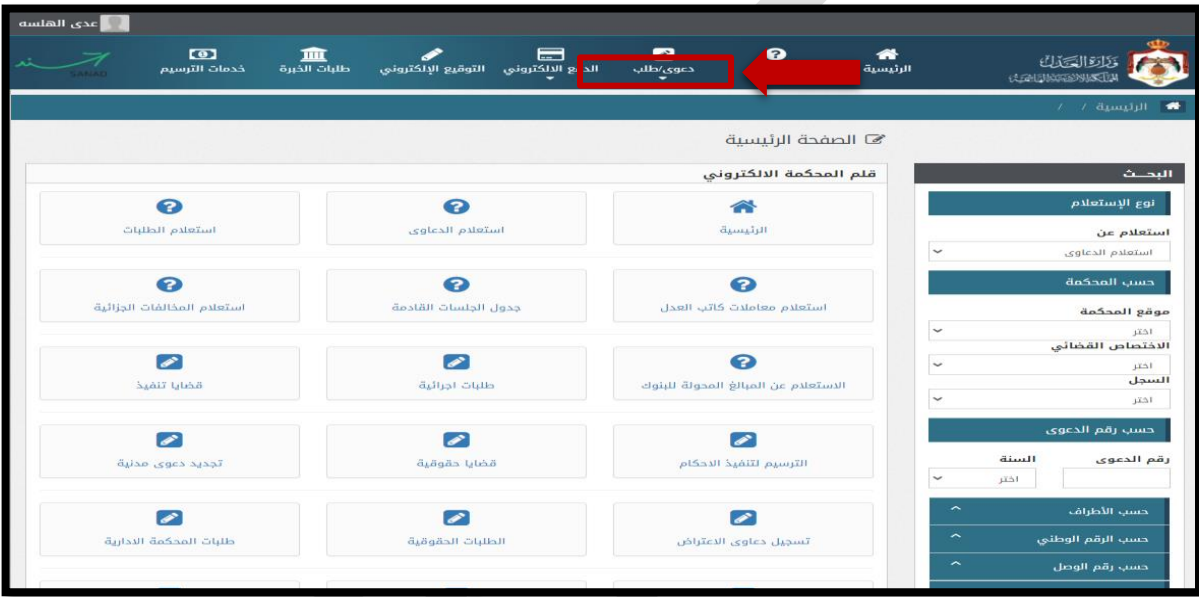 عدى الهلسه
وزارة العدل
الرئيسية
دعوى/طلب
الدفع الالكتروني
التوقيع الإلكتروني
طلبات الخبرة
خدمات الترسيم
سند
SANAD
الرئيسية / /
الصفحة الرئيسية
البحـــث
نوع الإستعلام
استعلام عن
استعلام الدعاوى
حسب المحكمة
موقع المحكمة
اختر
الاختصاص القضائي
اختر
السجل
اختر
حسب رقم الدعوى
رقم الدعوى السنة
اختر
حسب الأطراف
حسب الرقم الوطني
حسب رقم الوصل
قلم المحكمة الالكتروني
الرئيسية استعلام الدعاوى استعلام الطلبات
استعلام معاملات كاتب العدل جدول الجلسات القادمة استعلام المخالفات الجزائية
الاستعلام عن المبالغ المحولة للبنوك طلبات اجرائية قضايا تنفيذ
الترسيم لتنفيذ الاحكام قضايا حقوقية تجديد دعوى مدنية
تسجيل دعاوى الاعتراض الطلبات الحقوقية طلبات المحكمة الادارية